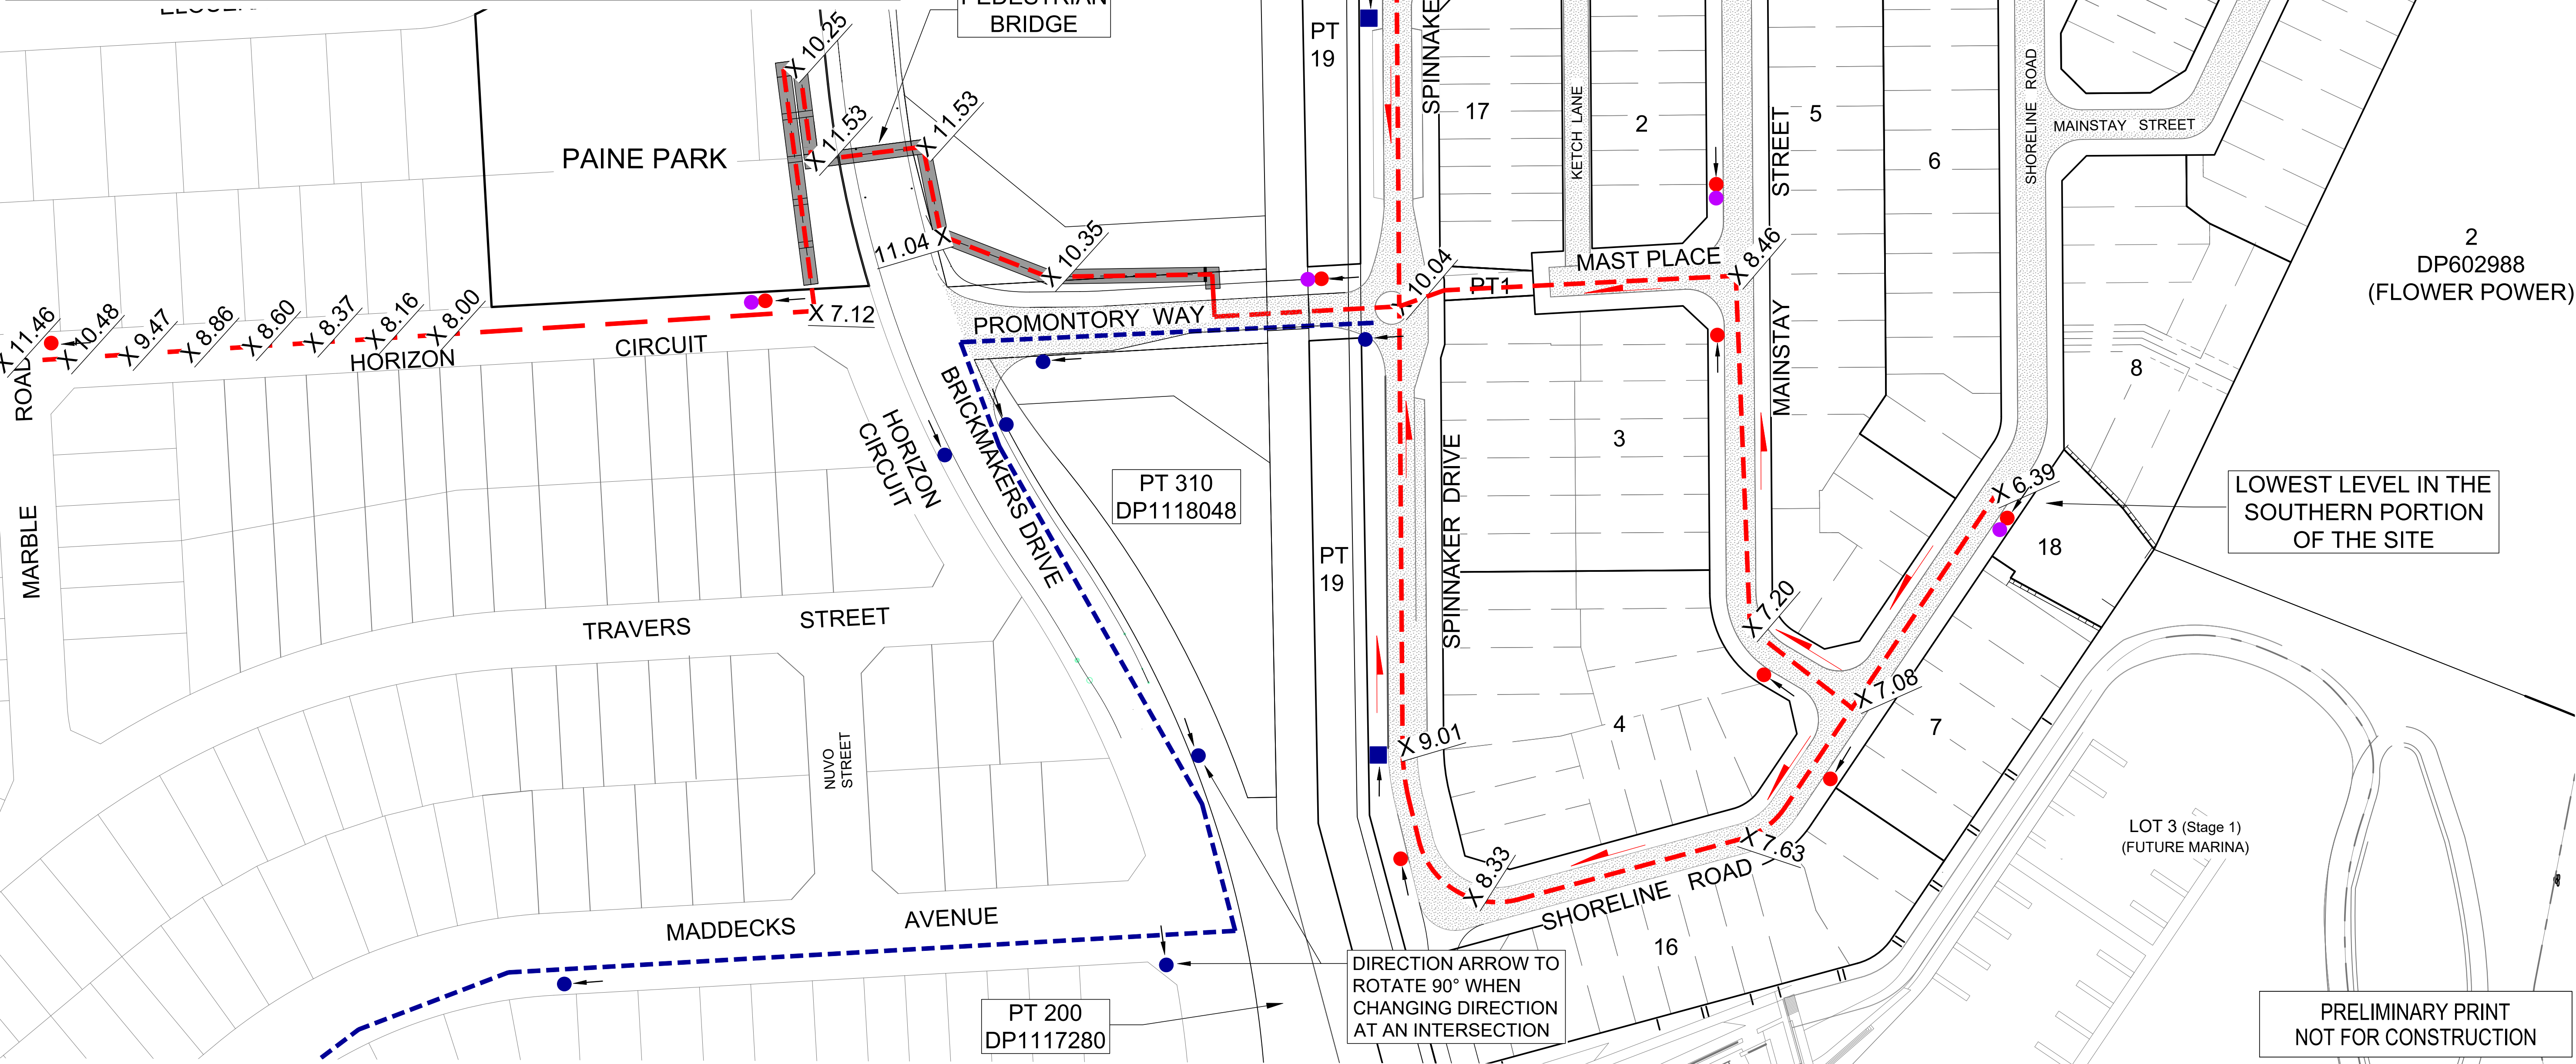 BRIDGE
PT
19
SPINNAKE
17
KETCH LANE
2
STREET
5
6
SHORELINE ROAD
MAINSTAY STREET
X 10.25
X 11.53
X 11.53
PAINE PARK
11.04 X
X 10.35
X 10.04
MAST PLACE
X 8.46
PT1
2
DP602988
(FLOWER POWER)
X 11.46
X 10.48
X 9.47
X 8.86
X 8.60
X 8.37
X 8.16
X 8.00
X 7.12
HORIZON
CIRCUIT
PROMONTORY WAY
MAINSTAY
8
ROAD
MARBLE
HORIZON
CIRCUIT
BRICKMAKERS DRIVE
PT 310
DP1118048
SPINNAKER DRIVE
3
X 6.39
LOWEST LEVEL IN THE
SOUTHERN PORTION
OF THE SITE
18
PT
19
TRAVERS
STREET
X 7.20
X 7.08
NUVO
STREET
X 9.01
4
7
X 8.33
X 7.63
LOT 3 (Stage 1)
(FUTURE MARINA)
SHORELINE ROAD
MADDECKS
AVENUE
16
DIRECTION ARROW TO
ROTATE 90° WHEN
CHANGING DIRECTION
AT AN INTERSECTION
PT 200
DP1117280
PRELIMINARY PRINT
NOT FOR CONSTRUCTION